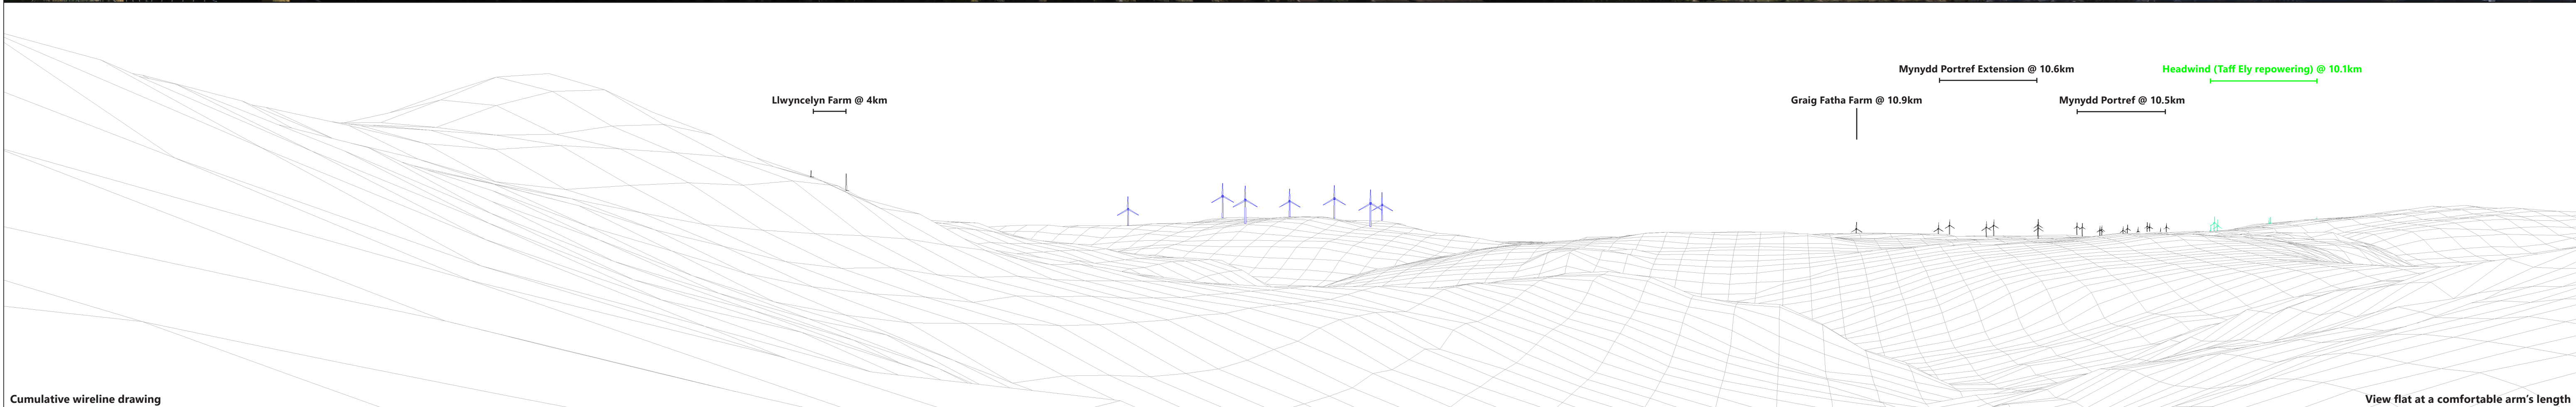 Mynydd Portref Extension @ 10.6km
Headwind (Taff Ely repowering) @ 10.1km
Llwyncelyn Farm @ 4km
Graig Fatha Farm @ 10.9km
Mynydd Portref @ 10.5km
Cumulative wireline drawing
View flat at a comfortable arm's length